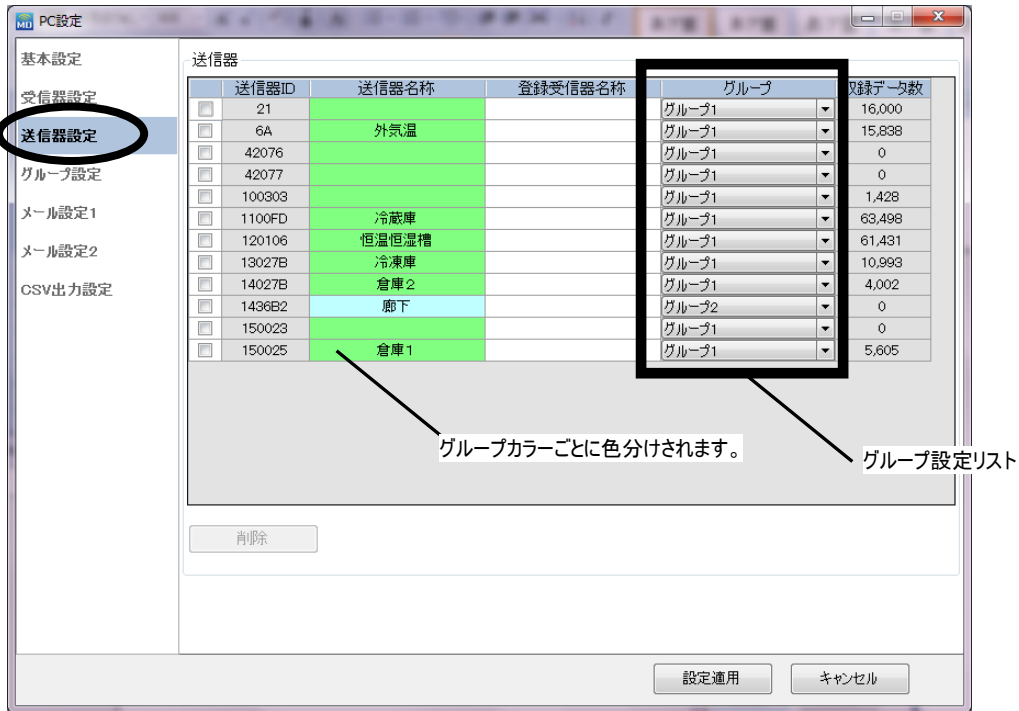 MD PC設定
基本設定
受信器設定
送信器設定
グループ設定
メール設定1
メール設定2
CSV出力設定
送信器
送信器ID 送信器名称 登録受信器名称 グループ 収録データ数
21 グループ1 16,000
6A 外気温 グループ1 15,838
42076 グループ1 0
42077 グループ1 0
100303 グループ1 1,428
1100FD 冷蔵庫 グループ1 63,498
120106 恒温恒湿槽 グループ1 61,431
13027B 冷凍庫 グループ1 10,993
14027B 倉庫2 グループ1 4,002
1436B2 廊下 グループ2 0
150023 グループ1 0
150025 倉庫1 グループ1 5,605
グループカラーごとに色分けされます。
グループ設定リスト
削除
設定適用 キャンセル